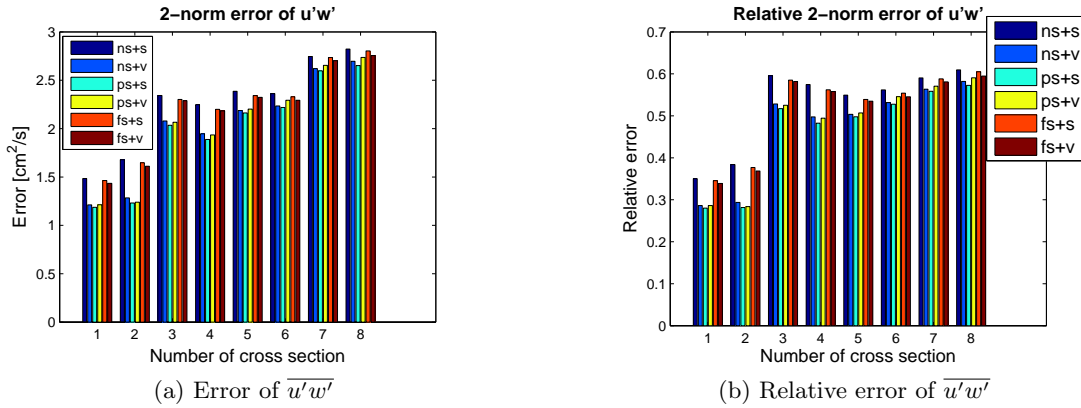 2−norm error of u'w'
3
2.5
2
1.5
1
0.5
0
Error [cm²/s]
ns+s
ns+v
ps+s
ps+v
fs+s
fs+v
1 2 3 4 5 6 7 8
Number of cross section
(a) Error of u′w′
Relative 2−norm error of u'w'
0.7
0.6
0.5
0.4
0.3
0.2
0.1
0
Relative error
ns+s
ns+v
ps+s
ps+v
fs+s
fs+v
1 2 3 4 5 6 7 8
Number of cross section
(b) Relative error of u′w′